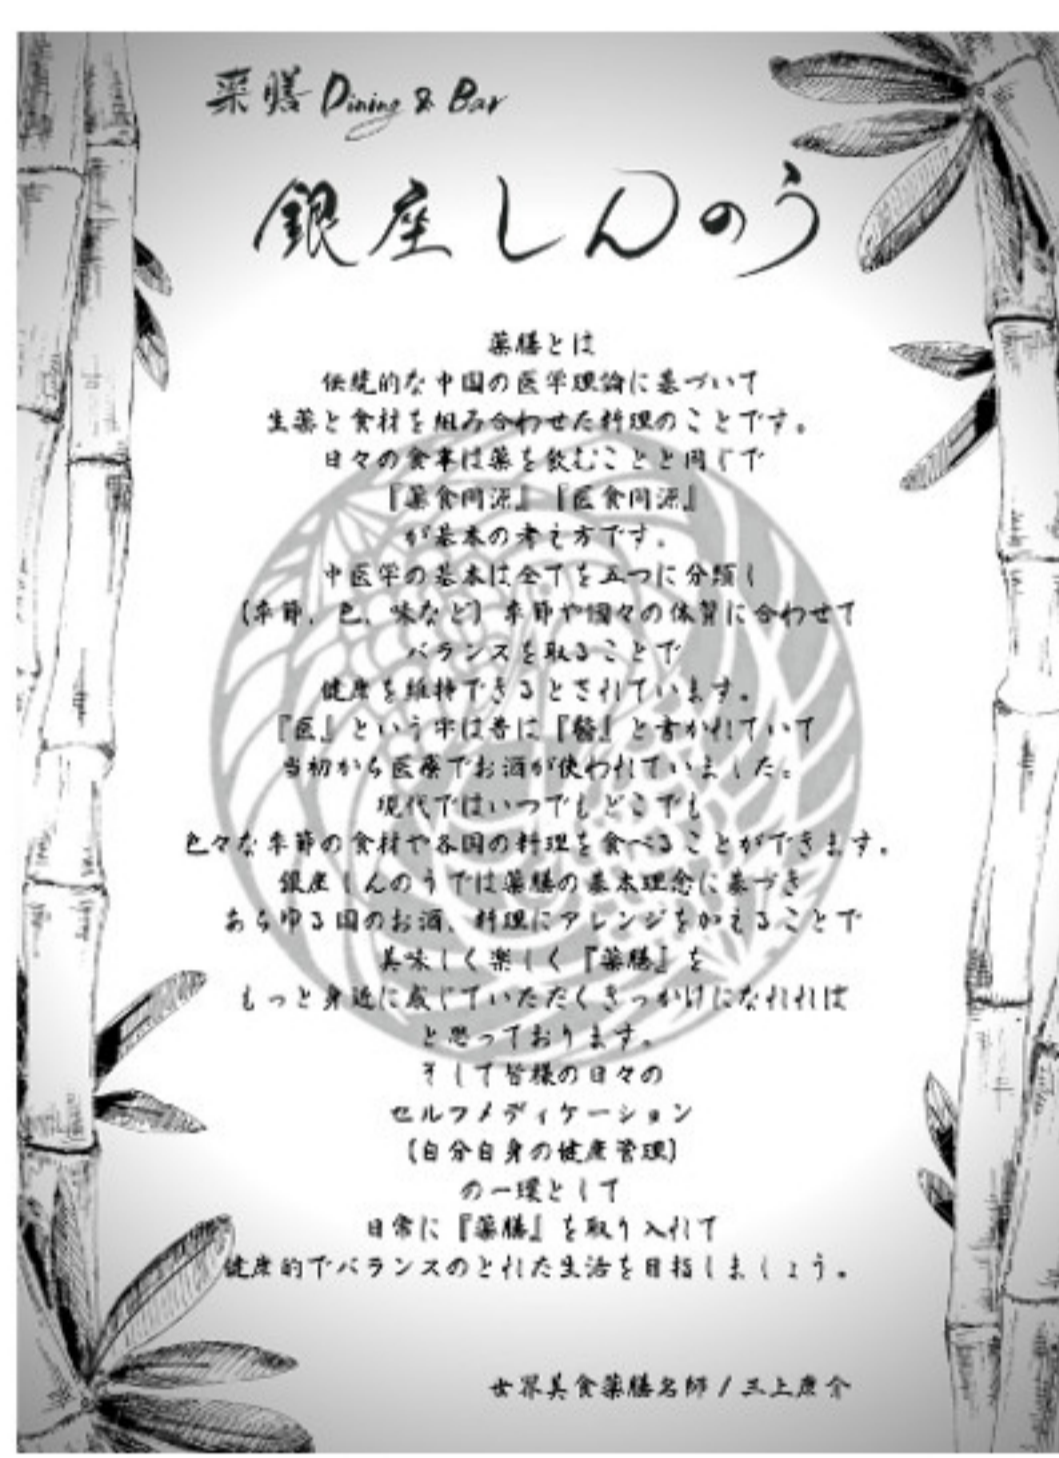 薬膳 Dining & Bar
銀座しんのう
薬膳とは
伝統的な中国の医学理論に基づいて
生薬と食材を組み合わせた料理のことです。
日々の食事は薬を飲むことと同じで
『薬食同源』『医食同源』
が基本の考え方です。
中医学の基本は全てを五つに分類し
(季節、色、味など) 季節や個々の体質に合わせて
バランスを取ることで
健康を維持できるとされています。
『医』という字は昔は『醫』と書かれていて
当初から医療でお酒が使われていました。
現代ではいつでもどこでも
色々な季節の食材や各国の料理を食べることができます。
銀座しんのうでは薬膳の基本理念に基づき
あらゆる国のお酒、料理にアレンジを加えることで
美味しく楽しく『薬膳』を
もっと身近に感じていただくきっかけになれれば
と思っております。
そして皆様の日々の
セルフメディケーション
(自分自身の健康管理)
の一環として
日常に『薬膳』を取り入れて
健康的でバランスのとれた生活を目指しましょう。
世界美食薬膳名師 / 三上康介